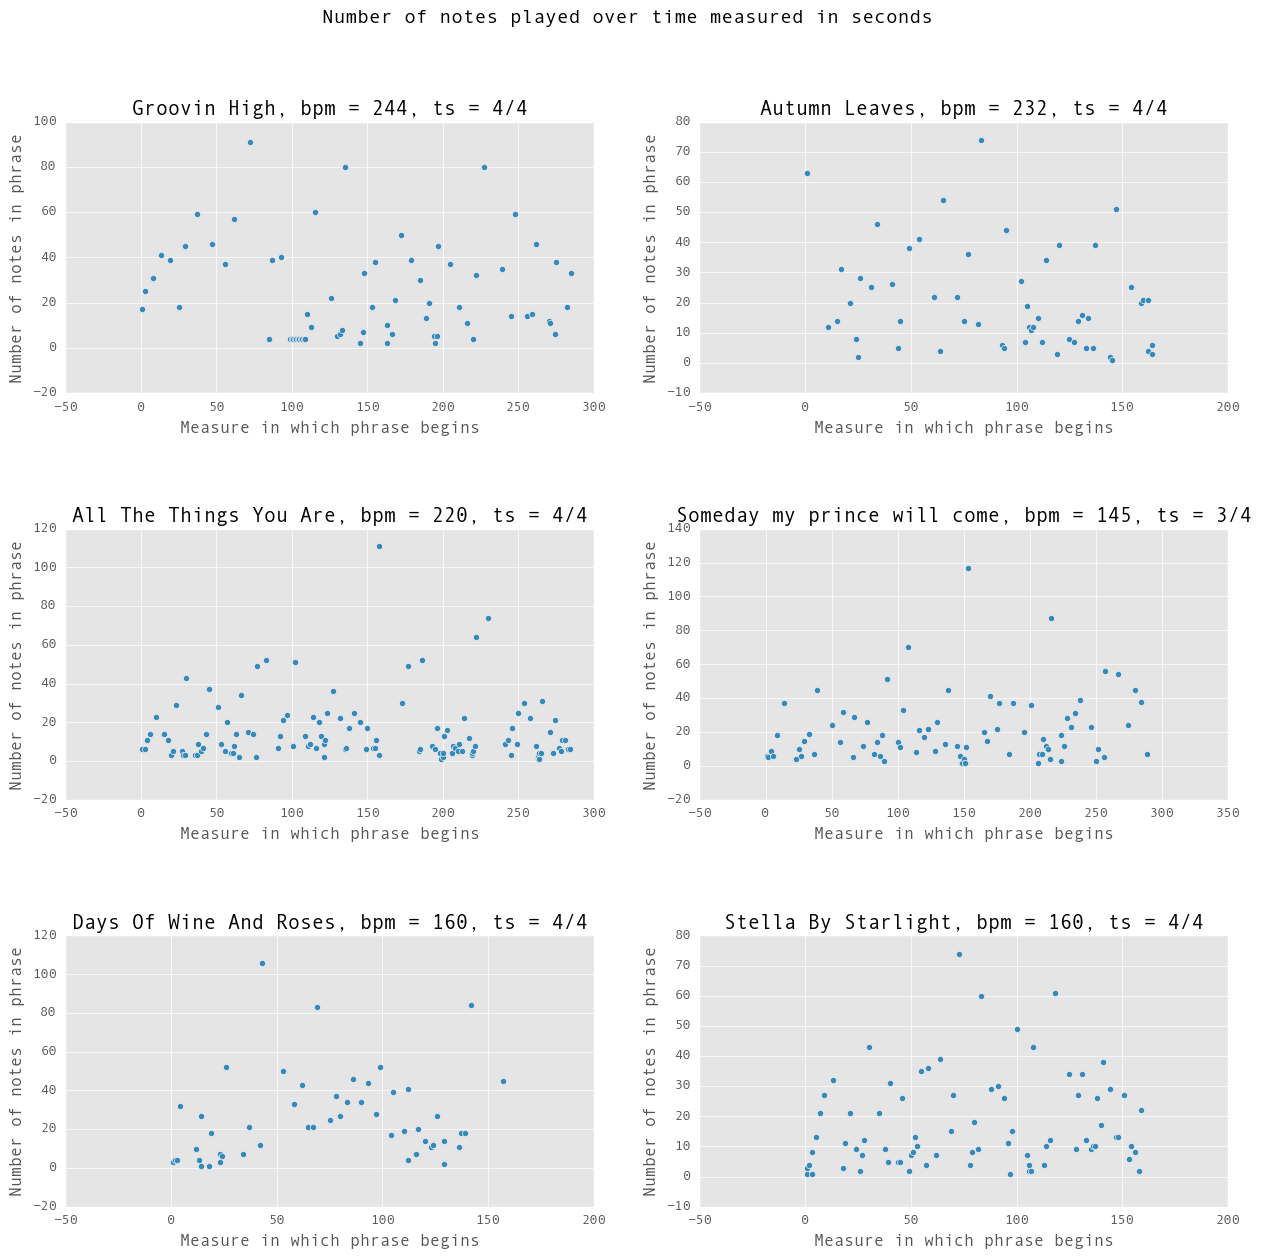 Number of notes played over time measured in seconds
Groovin High, bpm = 244, ts = 4/4
100
80
60
40
20
0
−20
Number of notes in phrase
−50 0 50 100 150 200 250 300
Measure in which phrase begins
Autumn Leaves, bpm = 232, ts = 4/4
80
70
60
50
40
30
20
10
0
−10
Number of notes in phrase
−50 0 50 100 150 200
Measure in which phrase begins
All The Things You Are, bpm = 220, ts = 4/4
120
100
80
60
40
20
0
−20
Number of notes in phrase
−50 0 50 100 150 200 250 300
Measure in which phrase begins
Someday my prince will come, bpm = 145, ts = 3/4
140
120
100
80
60
40
20
0
−20
Number of notes in phrase
−50 0 50 100 150 200 250 300 350
Measure in which phrase begins
Days Of Wine And Roses, bpm = 160, ts = 4/4
120
100
80
60
40
20
0
−20
Number of notes in phrase
−50 0 50 100 150 200
Measure in which phrase begins
Stella By Starlight, bpm = 160, ts = 4/4
80
70
60
50
40
30
20
10
0
−10
Number of notes in phrase
−50 0 50 100 150 200
Measure in which phrase begins